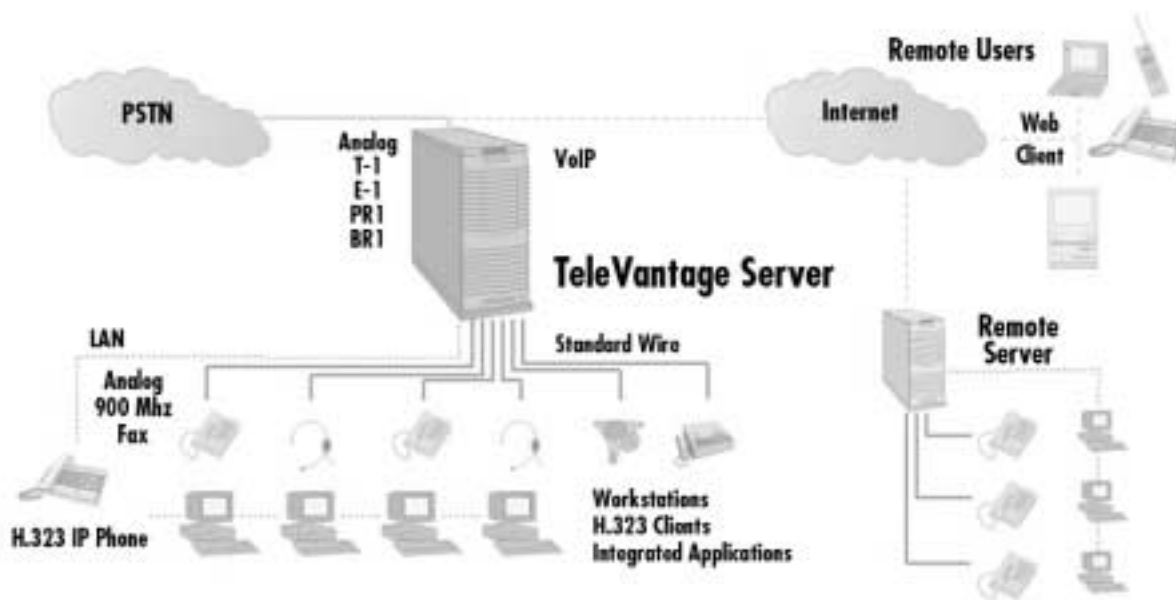 Remote Users
PSTN
Internet
Analog
T-1
E-1
PR1
BR1
VoIP
Web
Client
TeleVantage Server
LAN
Standard Wire
Remote
Server
Analog
900 Mhz
Fax
H.323 IP Phone
Workstations
H.323 Clients
Integrated Applications